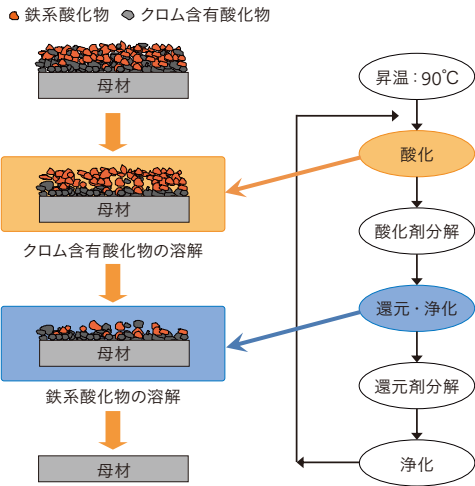 鉄系酸化物 クロム含有酸化物
母材
母材
クロム含有酸化物の溶解
母材
鉄系酸化物の溶解
母材
昇温：90℃
酸化
酸化剤分解
還元・浄化
還元剤分解
浄化